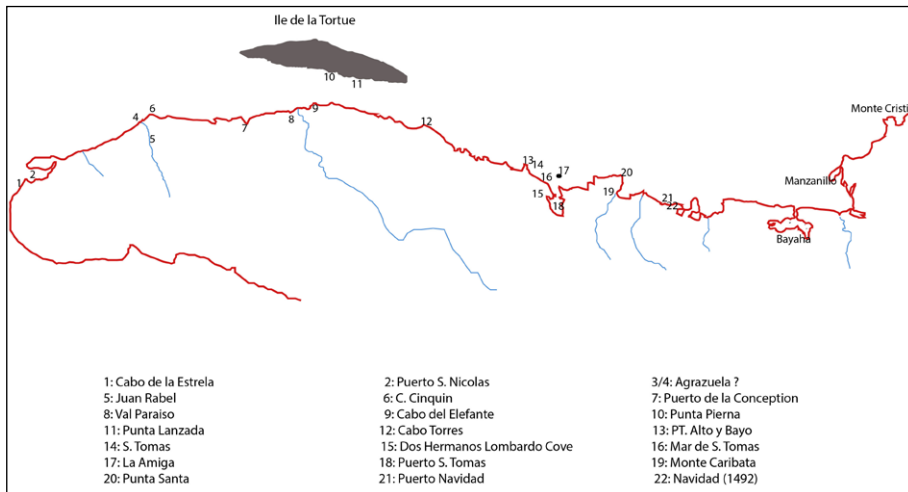 Ile de la Tortue
10
11
Monte Cristi
6
9
4
7
8
12
5
13
14
17
1
2
16
20
Manzanillo
15
19
21
18
22
Bayaha
1: Cabo de la Estrela 2: Puerto S. Nicolas 3/4: Agrazuela ?
5: Juan Rabel 6: C. Cinquin 7: Puerto de la Conception
8: Val Paraiso 9: Cabo del Elefante 10: Punta Pierna
11: Punta Lanzada 12: Cabo Torres 13: PT. Alto y Bayo
14: S. Tomas 15: Dos Hermanos Lombardo Cove 16: Mar de S. Tomas
17: La Amiga 18: Puerto S. Tomas 19: Monte Caribata
20: Punta Santa 21: Puerto Navidad 22: Navidad (1492)